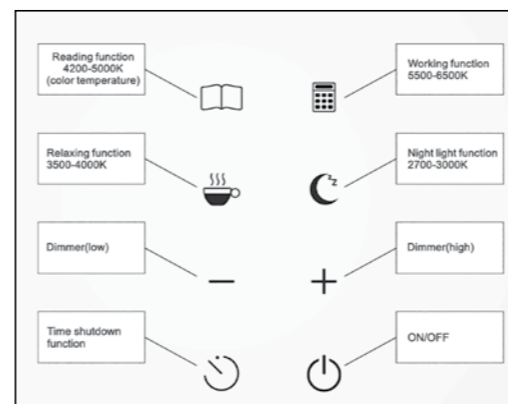 Reading function
4200-5000K
(color temperature)
Working function
5500-6500K
Relaxing function
3500-4000K
Night light function
2700-3000K
Dimmer(low)
Dimmer(high)
Time shutdown
function
ON/OFF